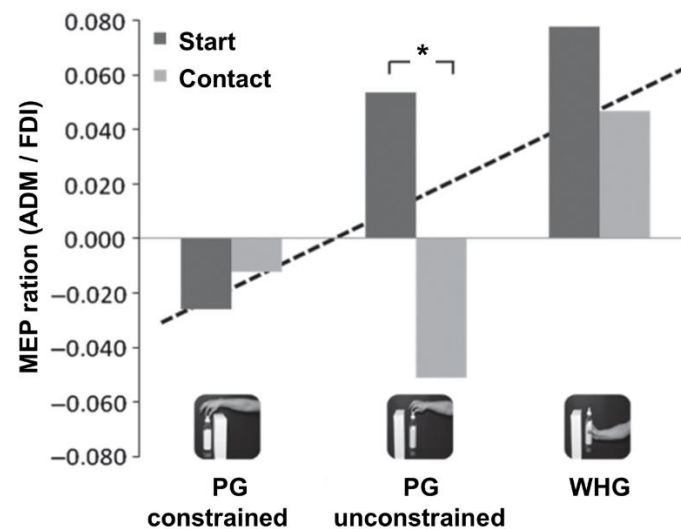 0.080
0.060
0.040
0.020
0.000
−0.020
−0.040
−0.060
−0.080
MEP ration (ADM / FDI)
Start
Contact
*
PG
constrained
PG
unconstrained
WHG